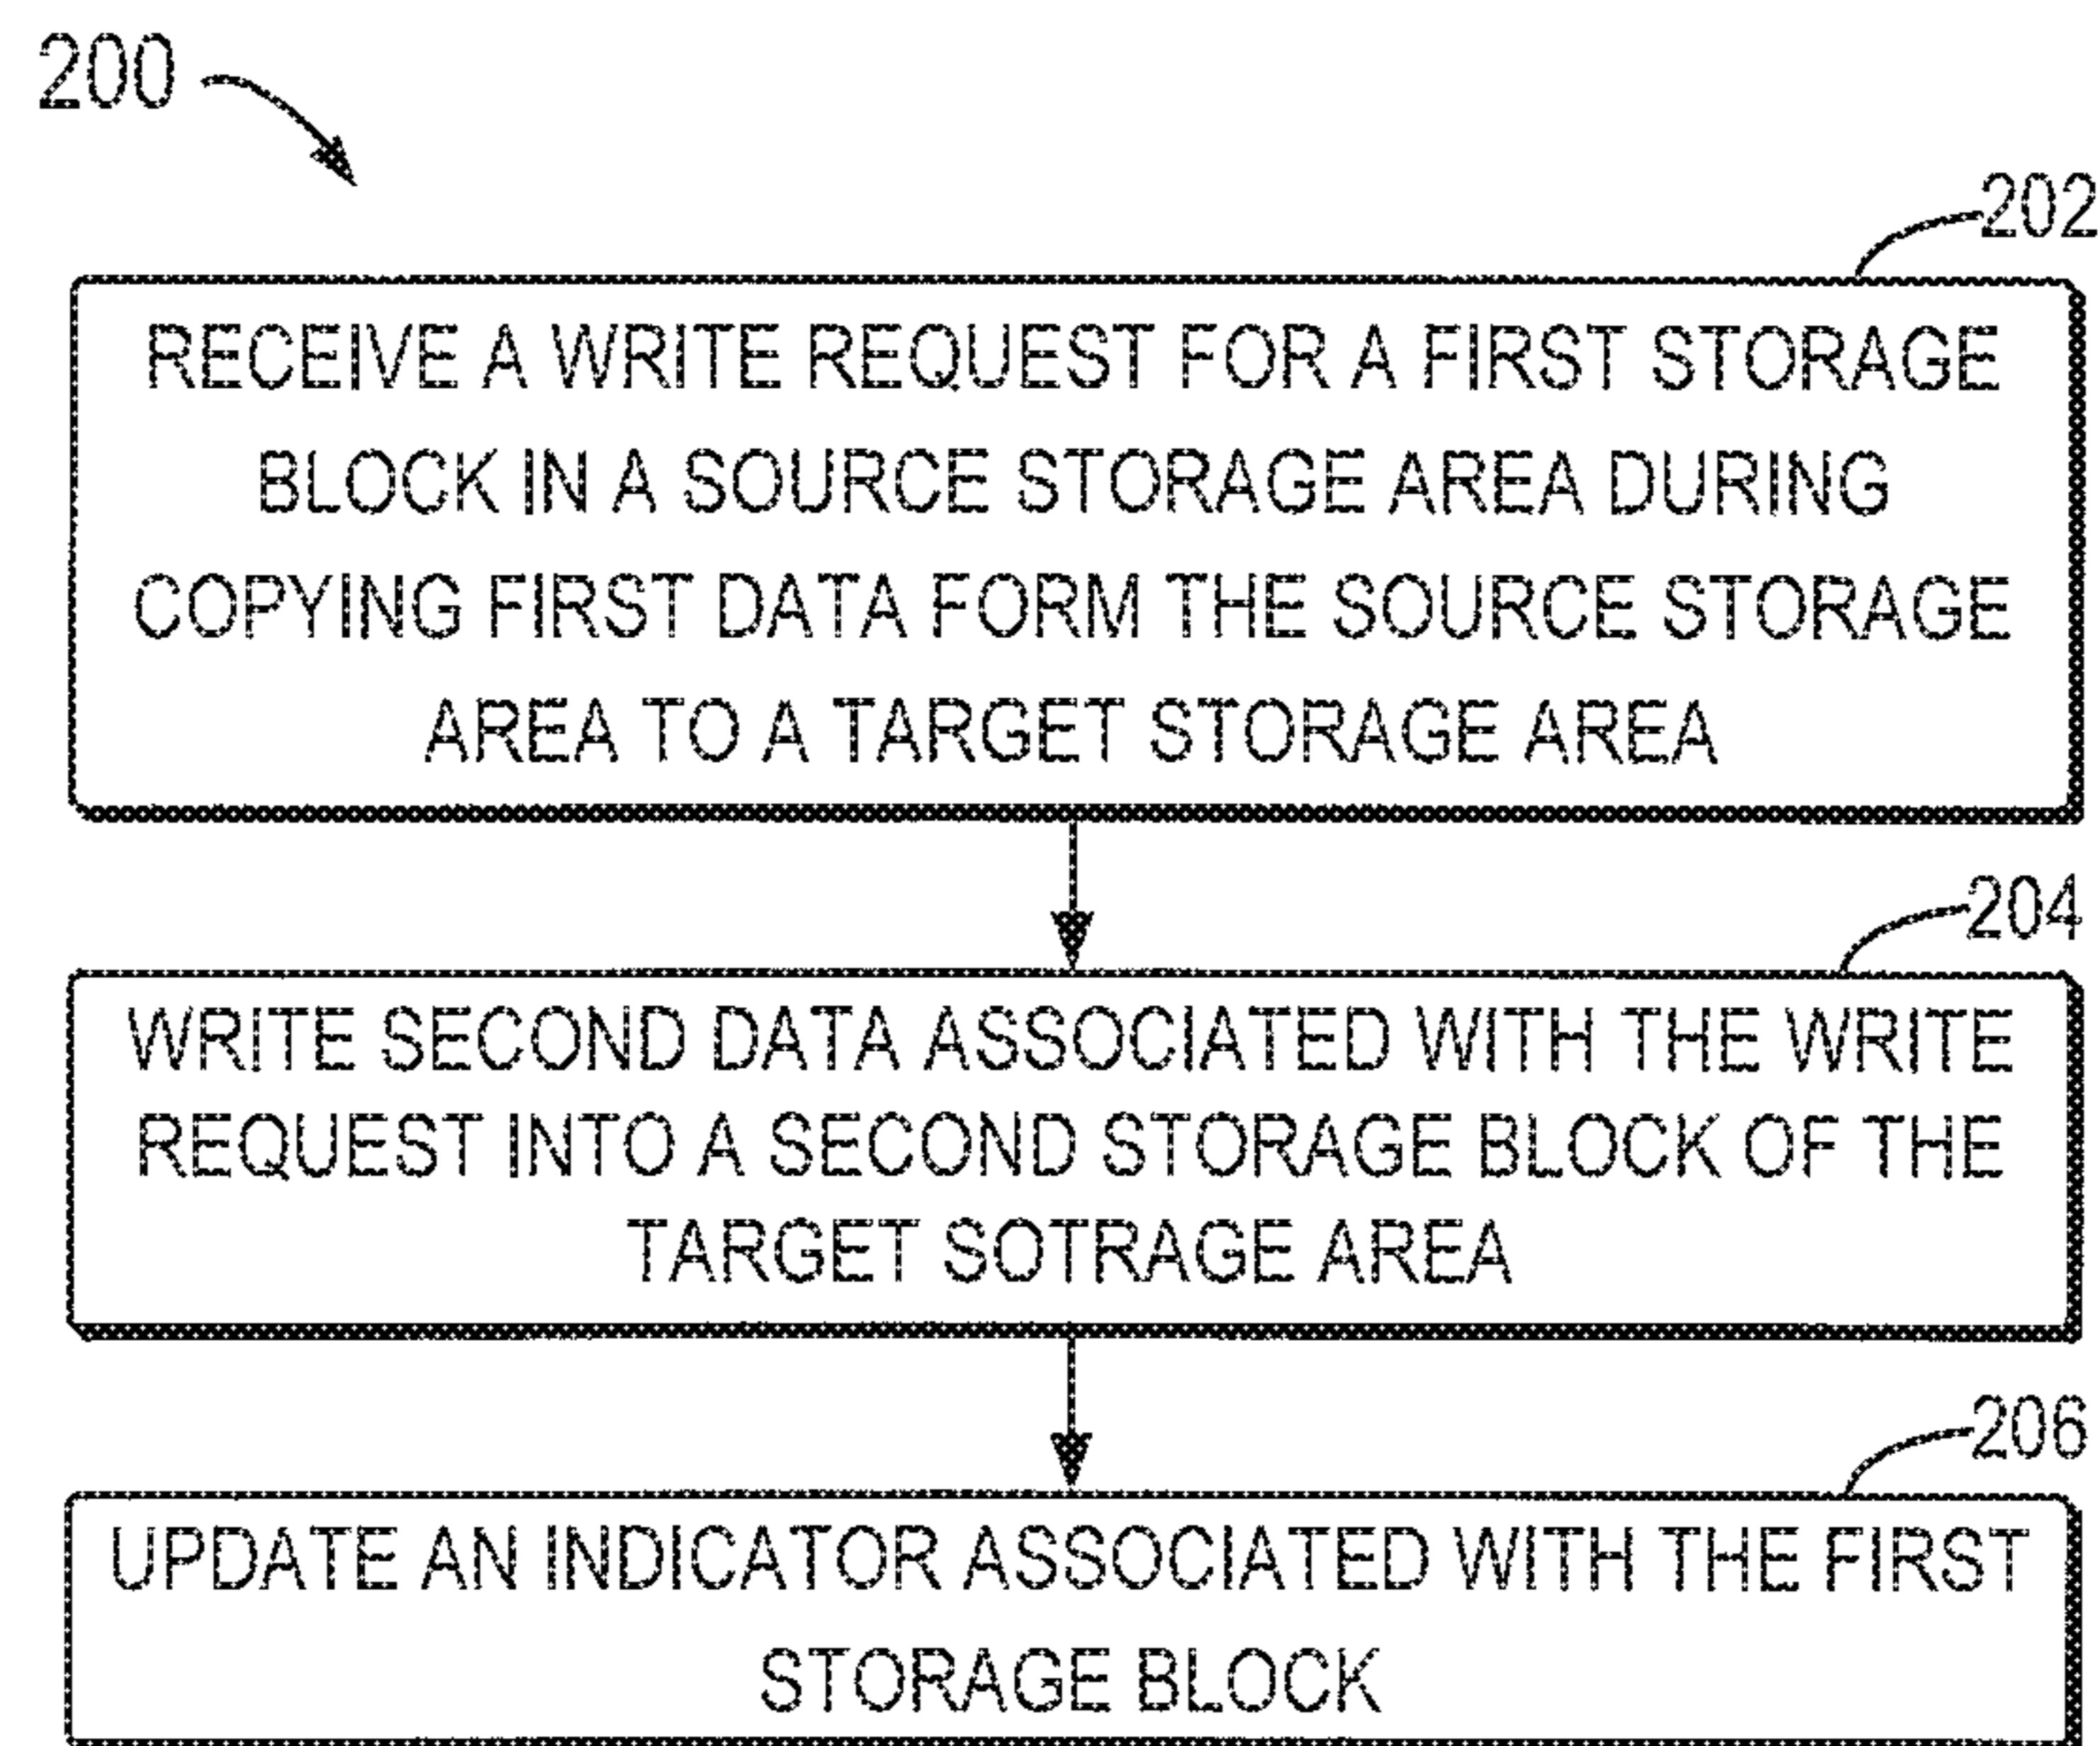 200
202
RECEIVE A WRITE REQUEST FOR A FIRST STORAGE
BLOCK IN A SOURCE STORAGE AREA DURING
COPYING FIRST DATA FORM THE SOURCE STORAGE
AREA TO A TARGET STORAGE AREA
204
WRITE SECOND DATA ASSOCIATED WITH THE WRITE
REQUEST INTO A SECOND STORAGE BLOCK OF THE
TARGET SOTRAGE AREA
206
UPDATE AN INDICATOR ASSOCIATED WITH THE FIRST
STORAGE BLOCK